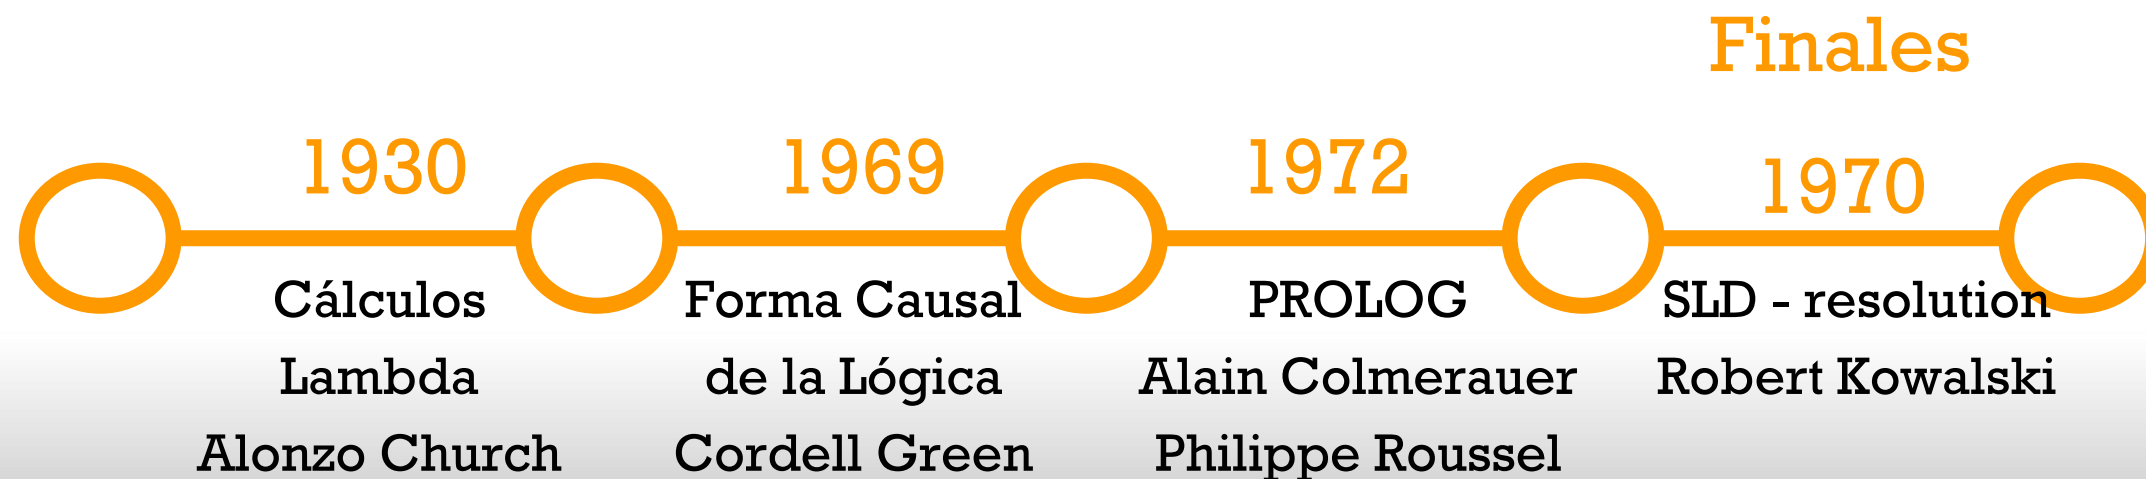 1930
Cálculos
Lambda
Alonzo Church
1969
Forma Causal
de la Lógica
Cordell Green
1972
PROLOG
Alain Colmerauer
Philippe Roussel
Finales
1970
SLD - resolution
Robert Kowalski